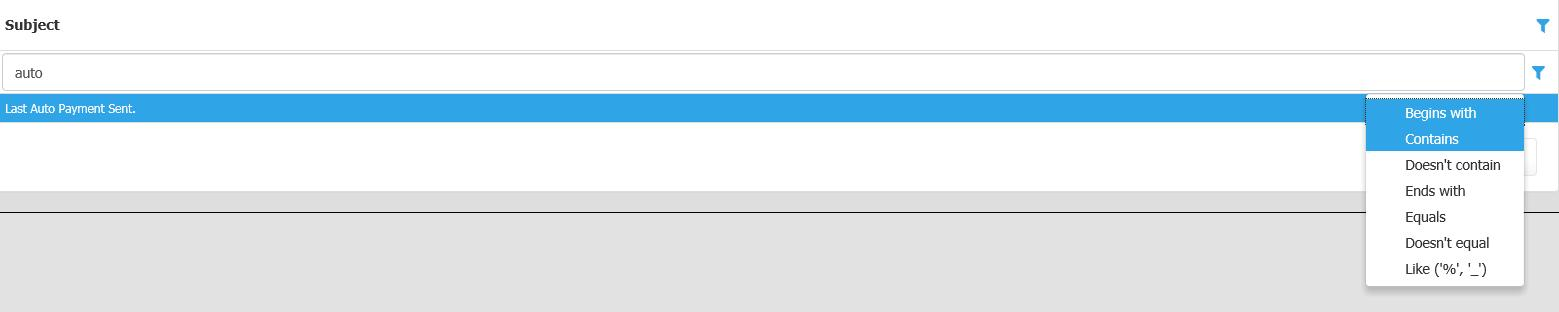 Subject
auto
Last Auto Payment Sent.
Begins with
Contains
Doesn't contain
Ends with
Equals
Doesn't equal
Like ('%', '_')